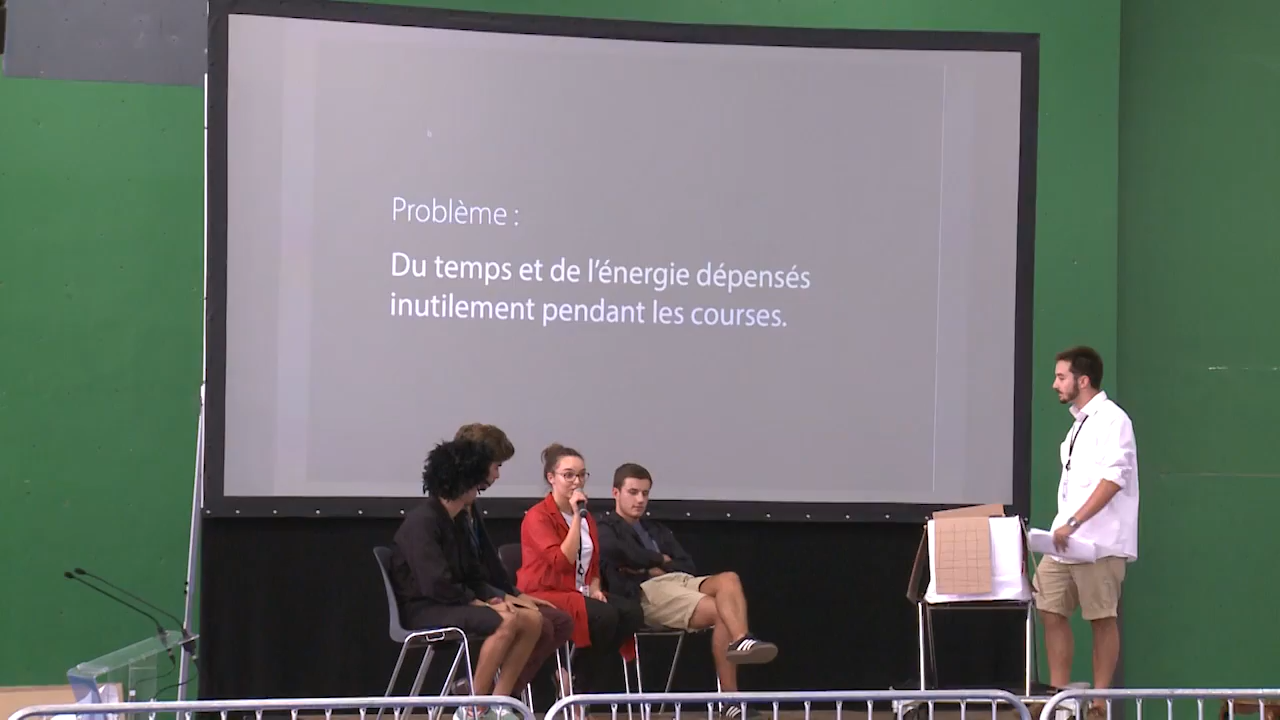 Problème :
Du temps et de l’énergie dépensés
inutilement pendant les courses.